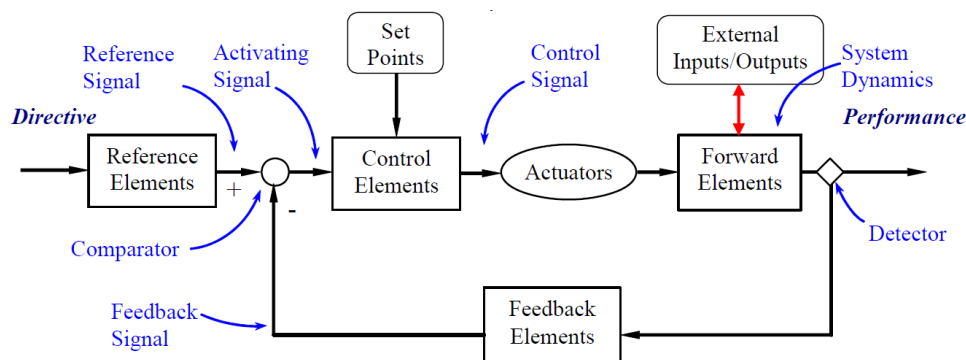 Set
Points
External
Inputs/Outputs
Reference
Signal
Activating
Signal
Control
Signal
System
Dynamics
Directive
Performance
Reference
Elements
+
-
Control
Elements
Actuators
Forward
Elements
Comparator
Detector
Feedback
Signal
Feedback
Elements